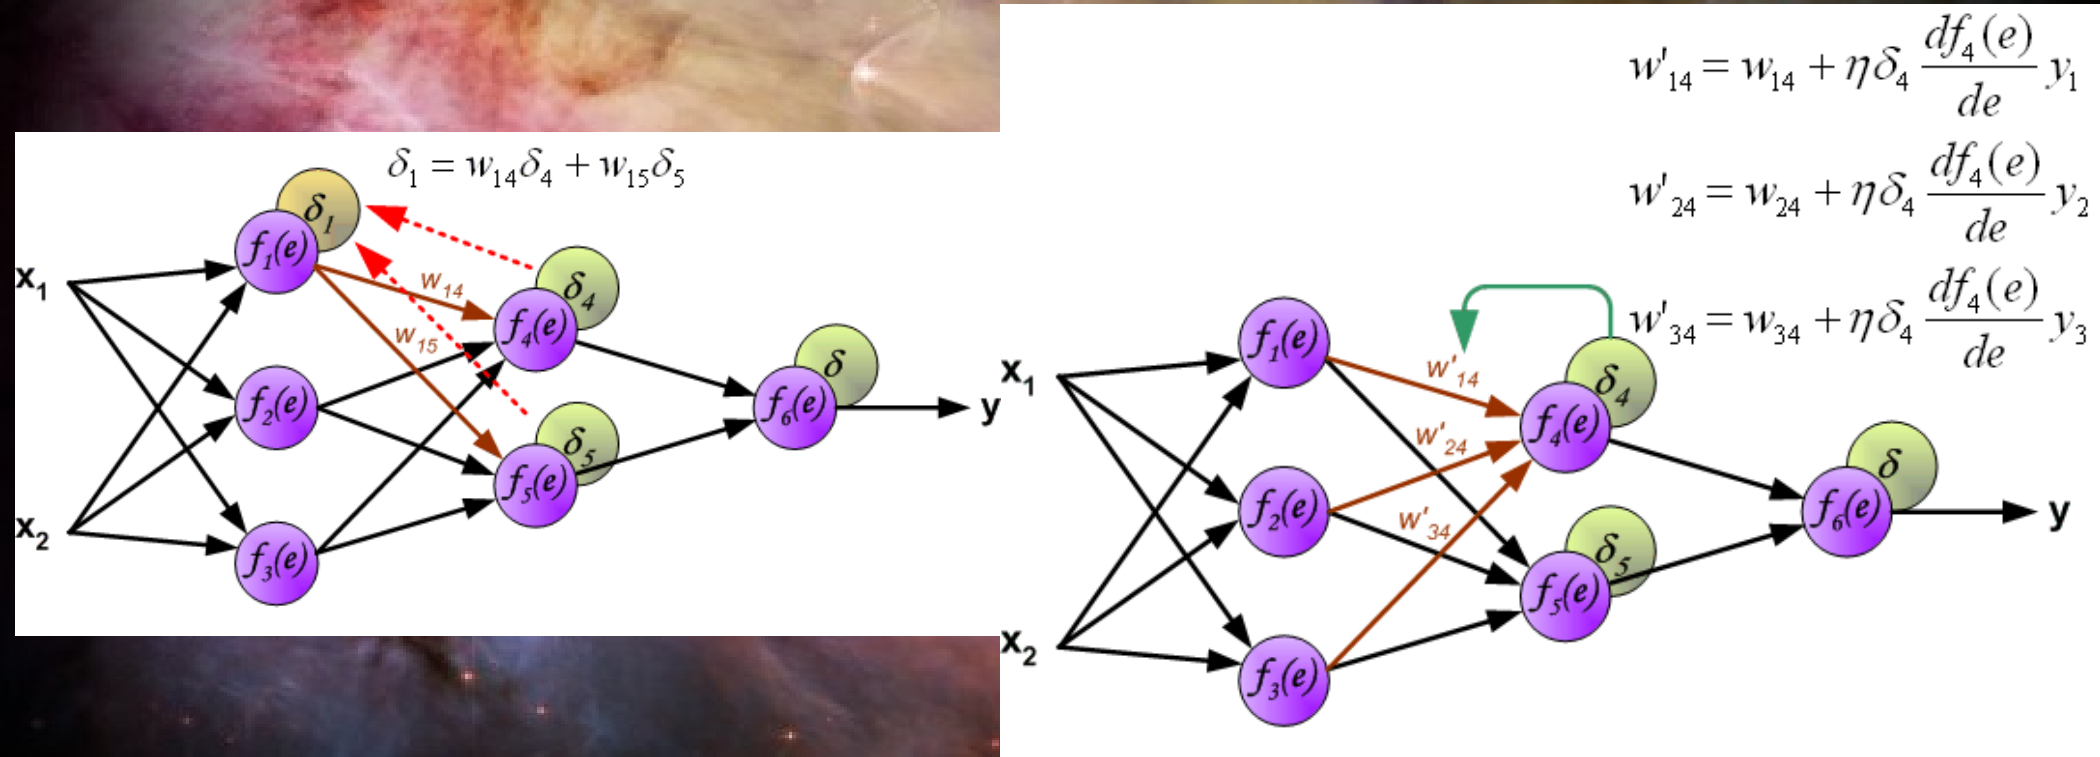 δ₁ = w₁₄δ₄ + w₁₅δ₅
δ₁
f₁(e)
x₁
w₁₄
δ₄
f₄(e)
w₁₅
δ
f₂(e)
f₆(e)
y
δ₅
f₅(e)
x₂
f₃(e)
w'₁₄ = w₁₄ + ηδ₄ df₄(e)/de y₁
w'₂₄ = w₂₄ + ηδ₄ df₄(e)/de y₂
w'₃₄ = w₃₄ + ηδ₄ df₄(e)/de y₃
f₁(e)
x₁
w'₁₄
δ₄
f₄(e)
w'₂₄
δ
f₂(e)
w'₃₄
f₆(e)
y
δ₅
f₅(e)
x₂
f₃(e)